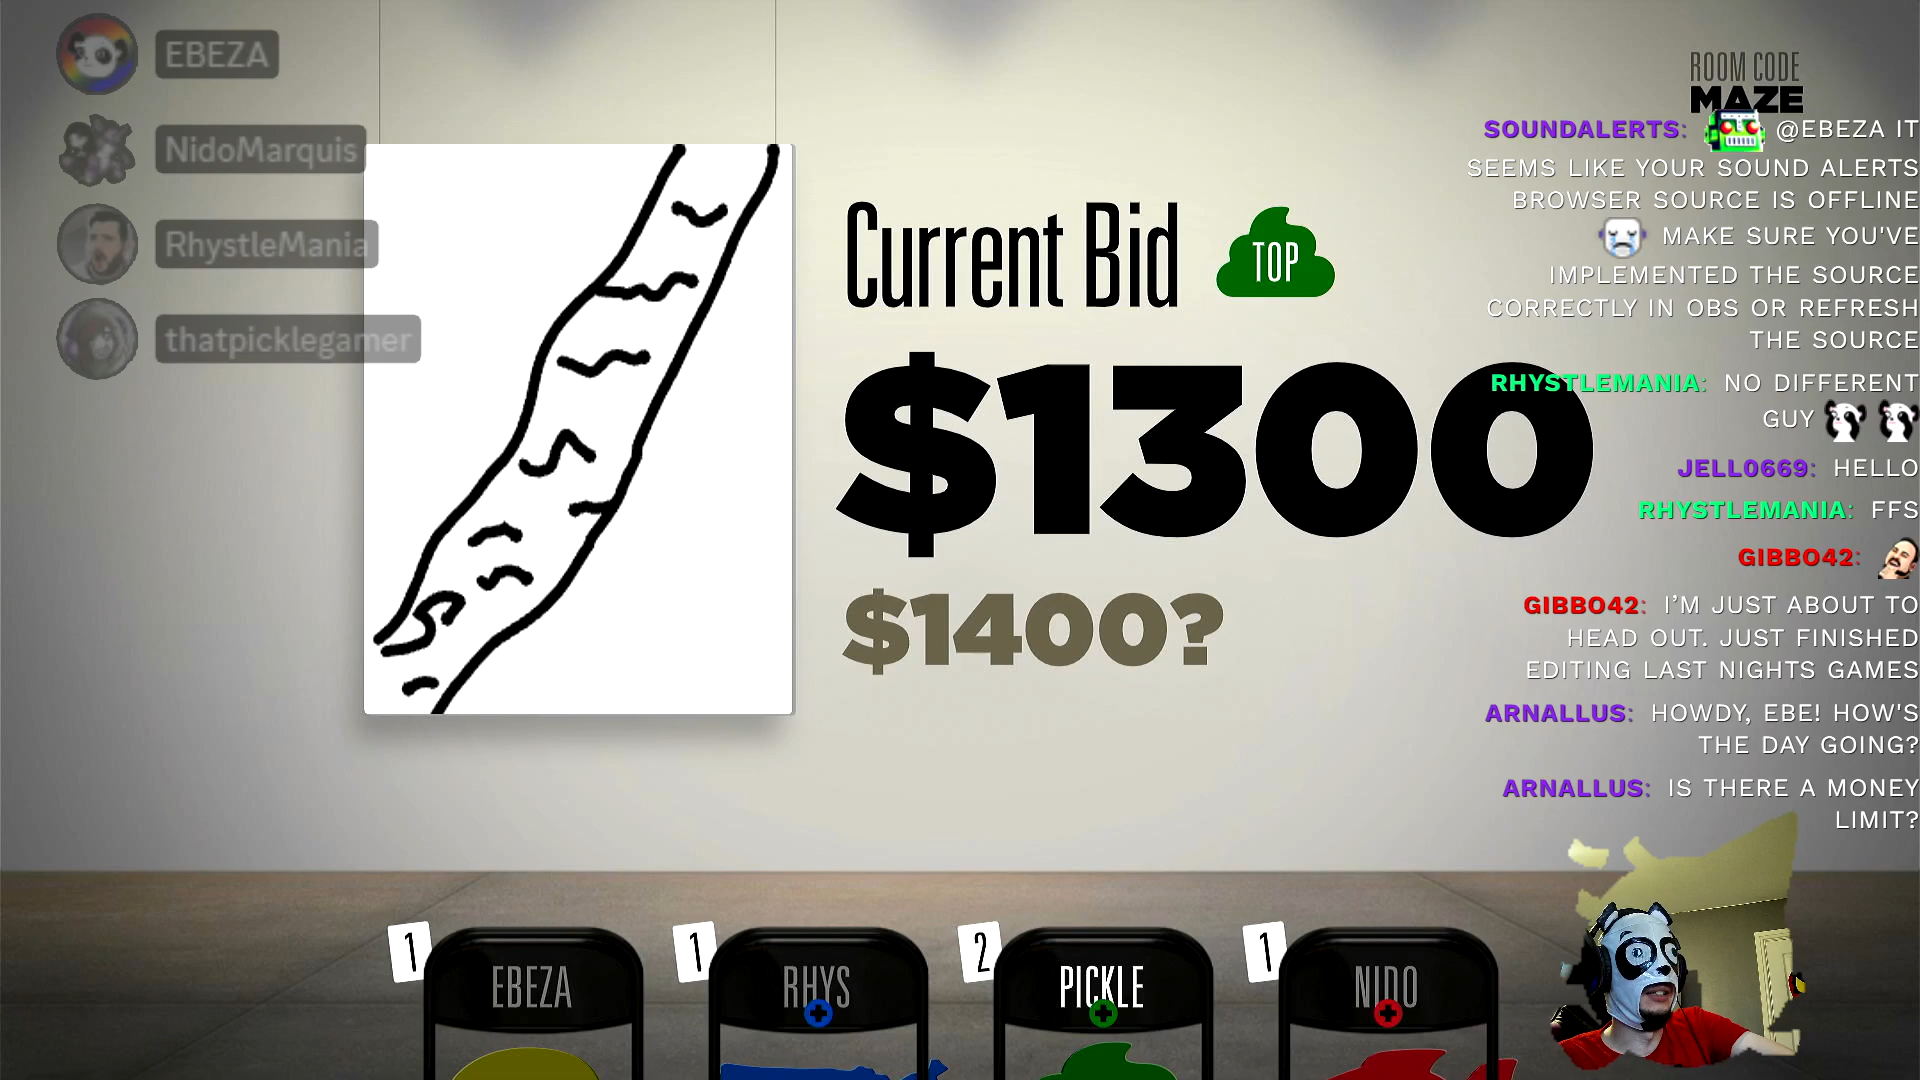 EBEZA
NidoMarquis
RhystleMania
thatpicklegamer
Current Bid
TOP
$1300
$1400?
ROOM CODE
MAZE
SOUNDALERTS: @EBEZA IT
SEEMS LIKE YOUR SOUND ALERTS
BROWSER SOURCE IS OFFLINE
MAKE SURE YOU'VE
IMPLEMENTED THE SOURCE
CORRECTLY IN OBS OR REFRESH
THE SOURCE
RHYSTLEMANIA: NO DIFFERENT
GUY
JELL0669: HELLO
RHYSTLEMANIA: FFS
GIBBO42:
GIBBO42: I’M JUST ABOUT TO
HEAD OUT. JUST FINISHED
EDITING LAST NIGHTS GAMES
ARNALLUS: HOWDY, EBE! HOW'S
THE DAY GOING?
ARNALLUS: IS THERE A MONEY
LIMIT?
1 EBEZA
1 RHYS
2 PICKLE
1 NIDO